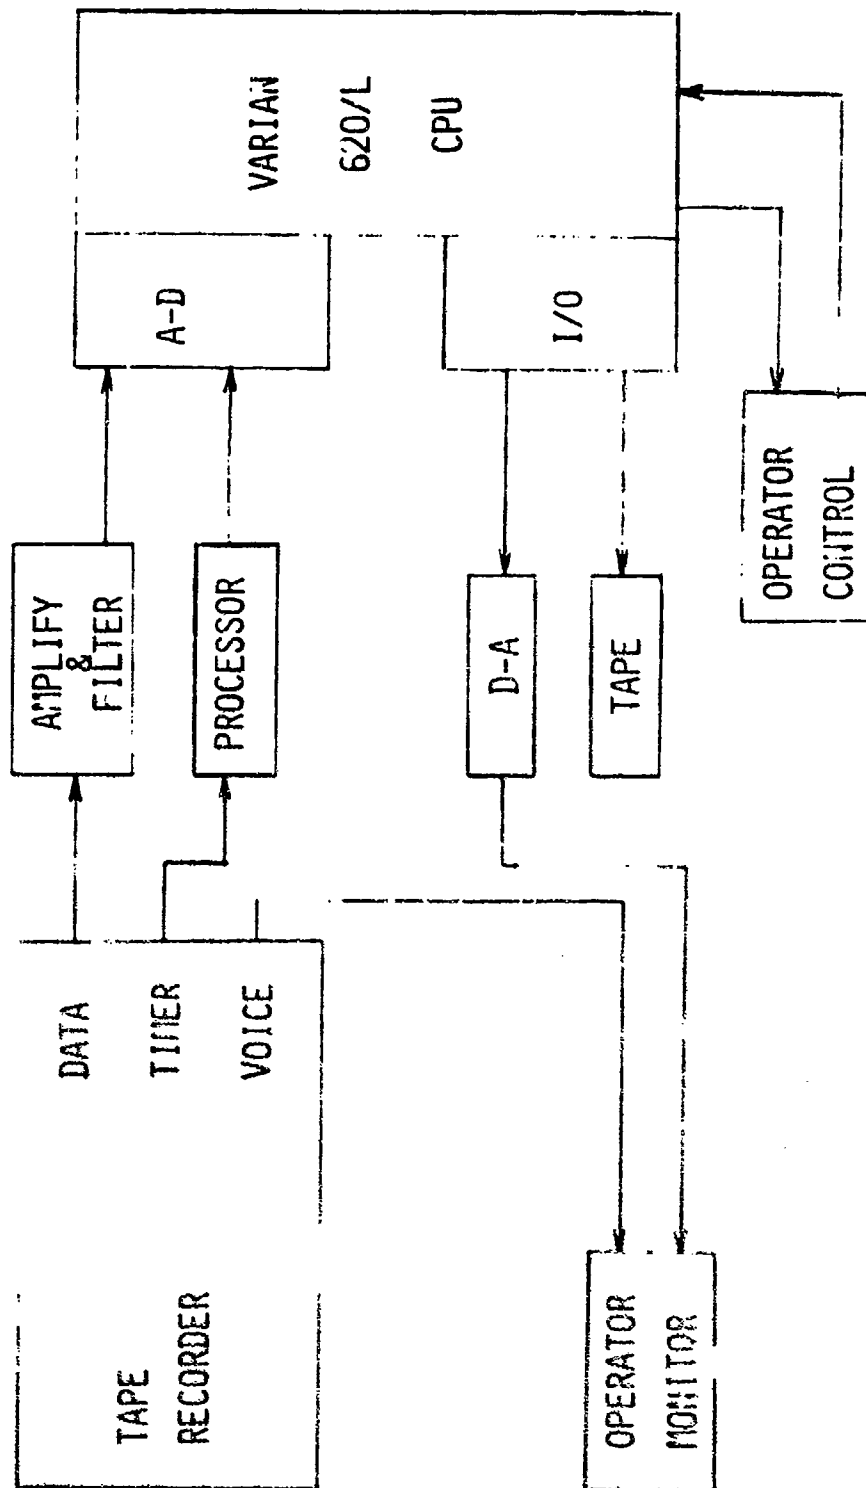 TAPE
RECORDER
DATA
TIMER
VOICE
AMPLIFY
&
FILTER
PROCESSOR
A-D
VARIAN
620/L
CPU
I/O
D-A
TAPE
OPERATOR
MONITOR
OPERATOR
CONTROL